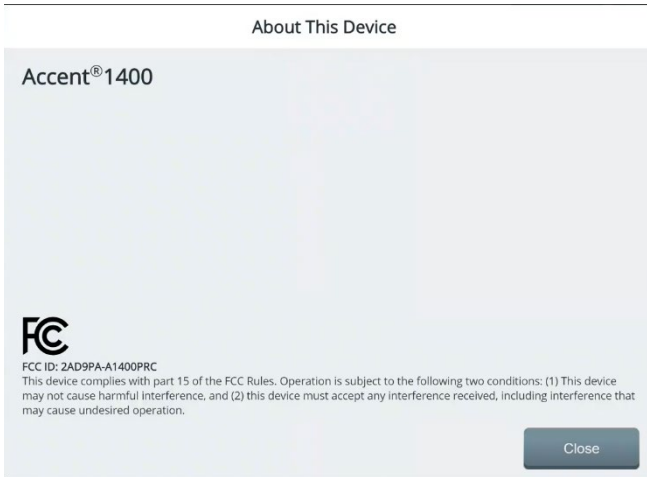 About This Device
Accent®1400
FC
FCC ID: 2AD9PA-A1400PRC
This device complies with part 15 of the FCC Rules. Operation is subject to the following two conditions: (1) This device
may not cause harmful interference, and (2) this device must accept any interference received, including interference that
may cause undesired operation.
Close